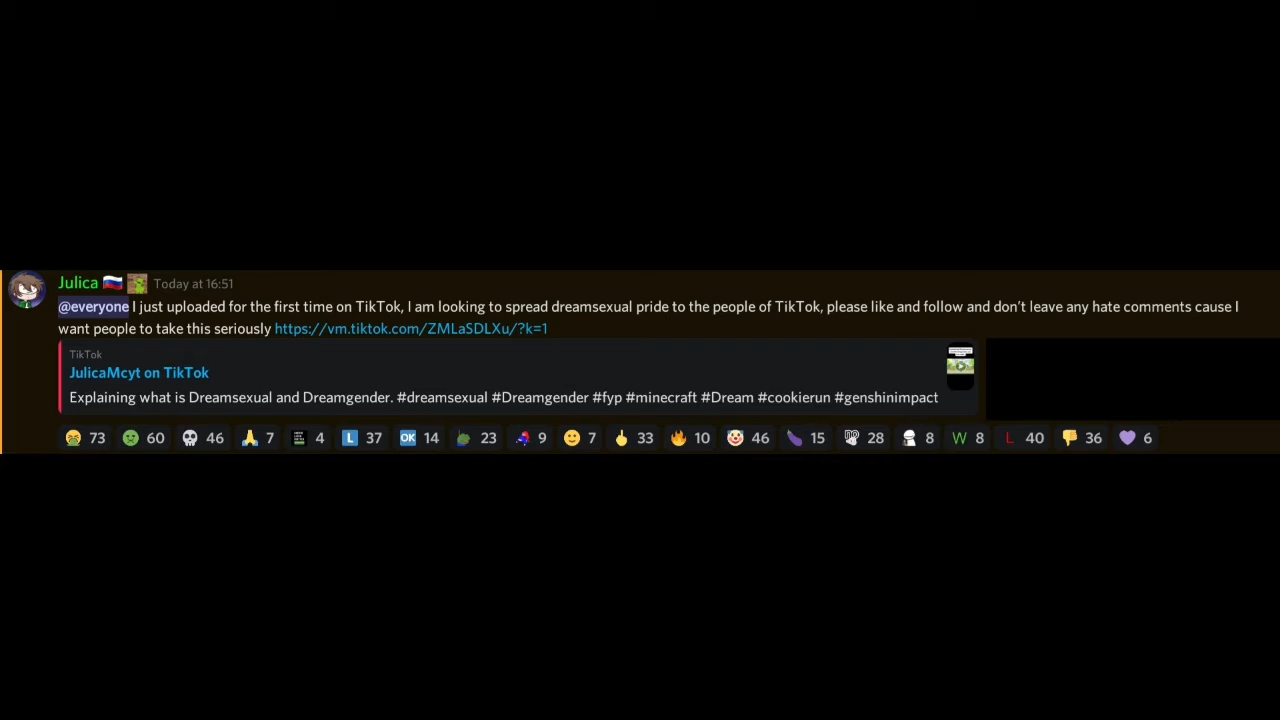 Julica Today at 16:51
@everyone I just uploaded for the first time on TikTok, I am looking to spread dreamsexual pride to the people of TikTok, please like and follow and don't leave any hate comments cause I
want people to take this seriously https://vm.tiktok.com/ZMLaSDLXu/?k=1
TikTok
JulicaMcyt on TikTok
Explaining what is Dreamsexual and Dreamgender. #dreamsexual #Dreamgender #fyp #minecraft #Dream #cookierun #genshinimpact
73 60 46 7 4 L 37 OK 14 23 9 7 33 10 46 15 28 8 W 8 L 40 36 6